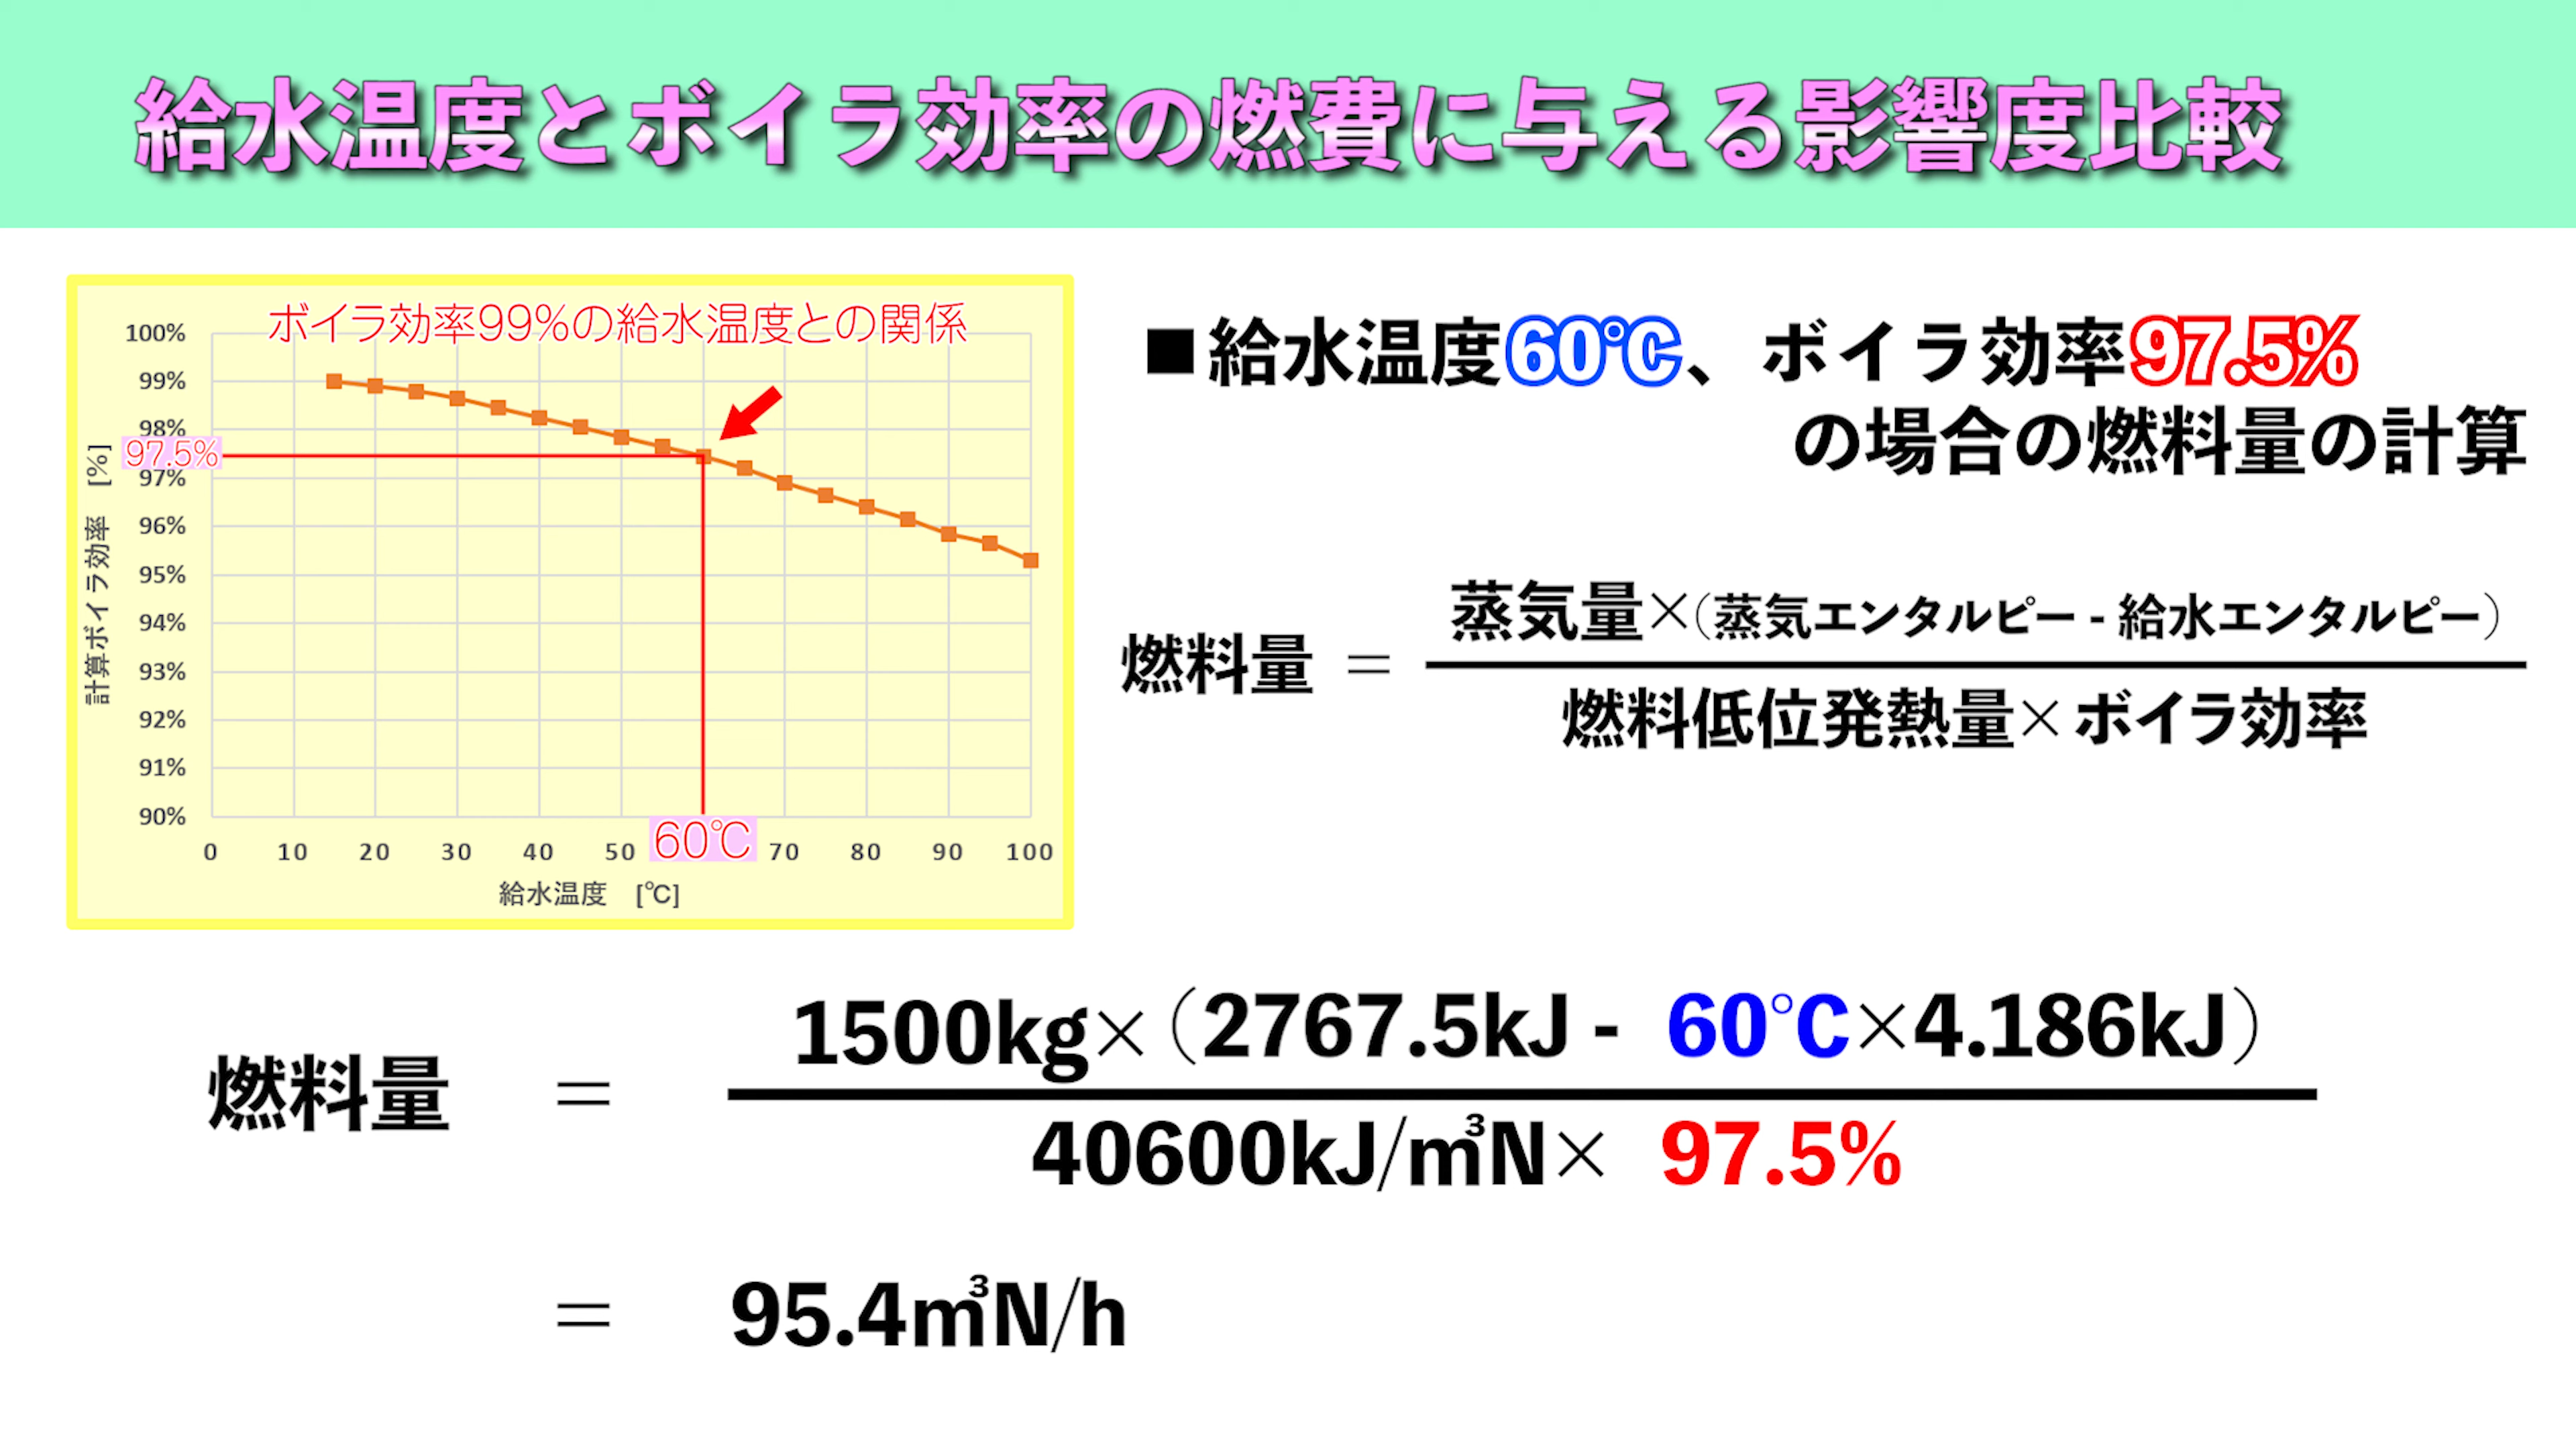 給水温度とボイラ効率の燃費に与える影響度比較
ボイラ効率99%の給水温度との関係
100%
99%
98%
97.5%
97%
96%
95%
94%
93%
92%
91%
90%
計算ボイラ効率 [%]
0 10 20 30 40 50 60℃ 70 80 90 100
給水温度 [℃]
■給水温度60℃、ボイラ効率97.5%
の場合の燃料量の計算
燃料量 = 蒸気量×(蒸気エンタルピー - 給水エンタルピー)
燃料低位発熱量×ボイラ効率
燃料量 = 1500kg×(2767.5kJ - 60℃×4.186kJ)
40600kJ/m³N× 97.5%
= 95.4m³N/h